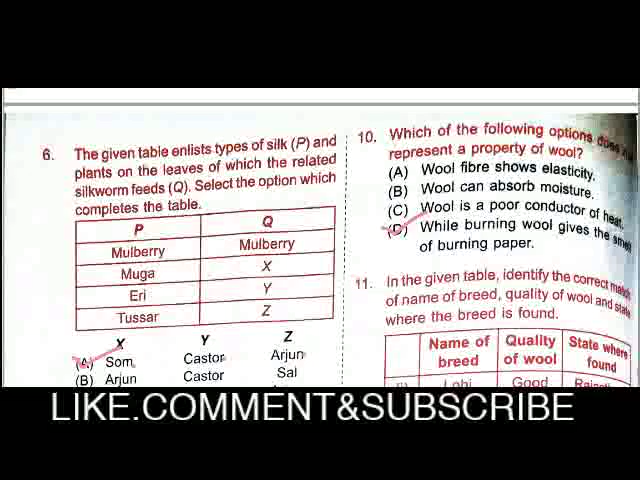 6. The given table enlists types of silk (P) and
plants on the leaves of which the related
silkworm feeds (Q). Select the option which
completes the table.
P Q
Mulberry Mulberry
Muga X
Eri Y
Tussar Z
X Y Z
(A) Som Castor Arjun
(B) Arjun Castor Sal
10. Which of the following options does
represent a property of wool?
(A) Wool fibre shows elasticity.
(B) Wool can absorb moisture.
(C) Wool is a poor conductor of heat.
(D) While burning wool gives the smell
of burning paper.
11. In the given table, identify the correct match
of name of breed, quality of wool and state
where the breed is found.
Name of breed Quality of wool State where found
(i) Lohi Good
LIKE.COMMENT&SUBSCRIBE